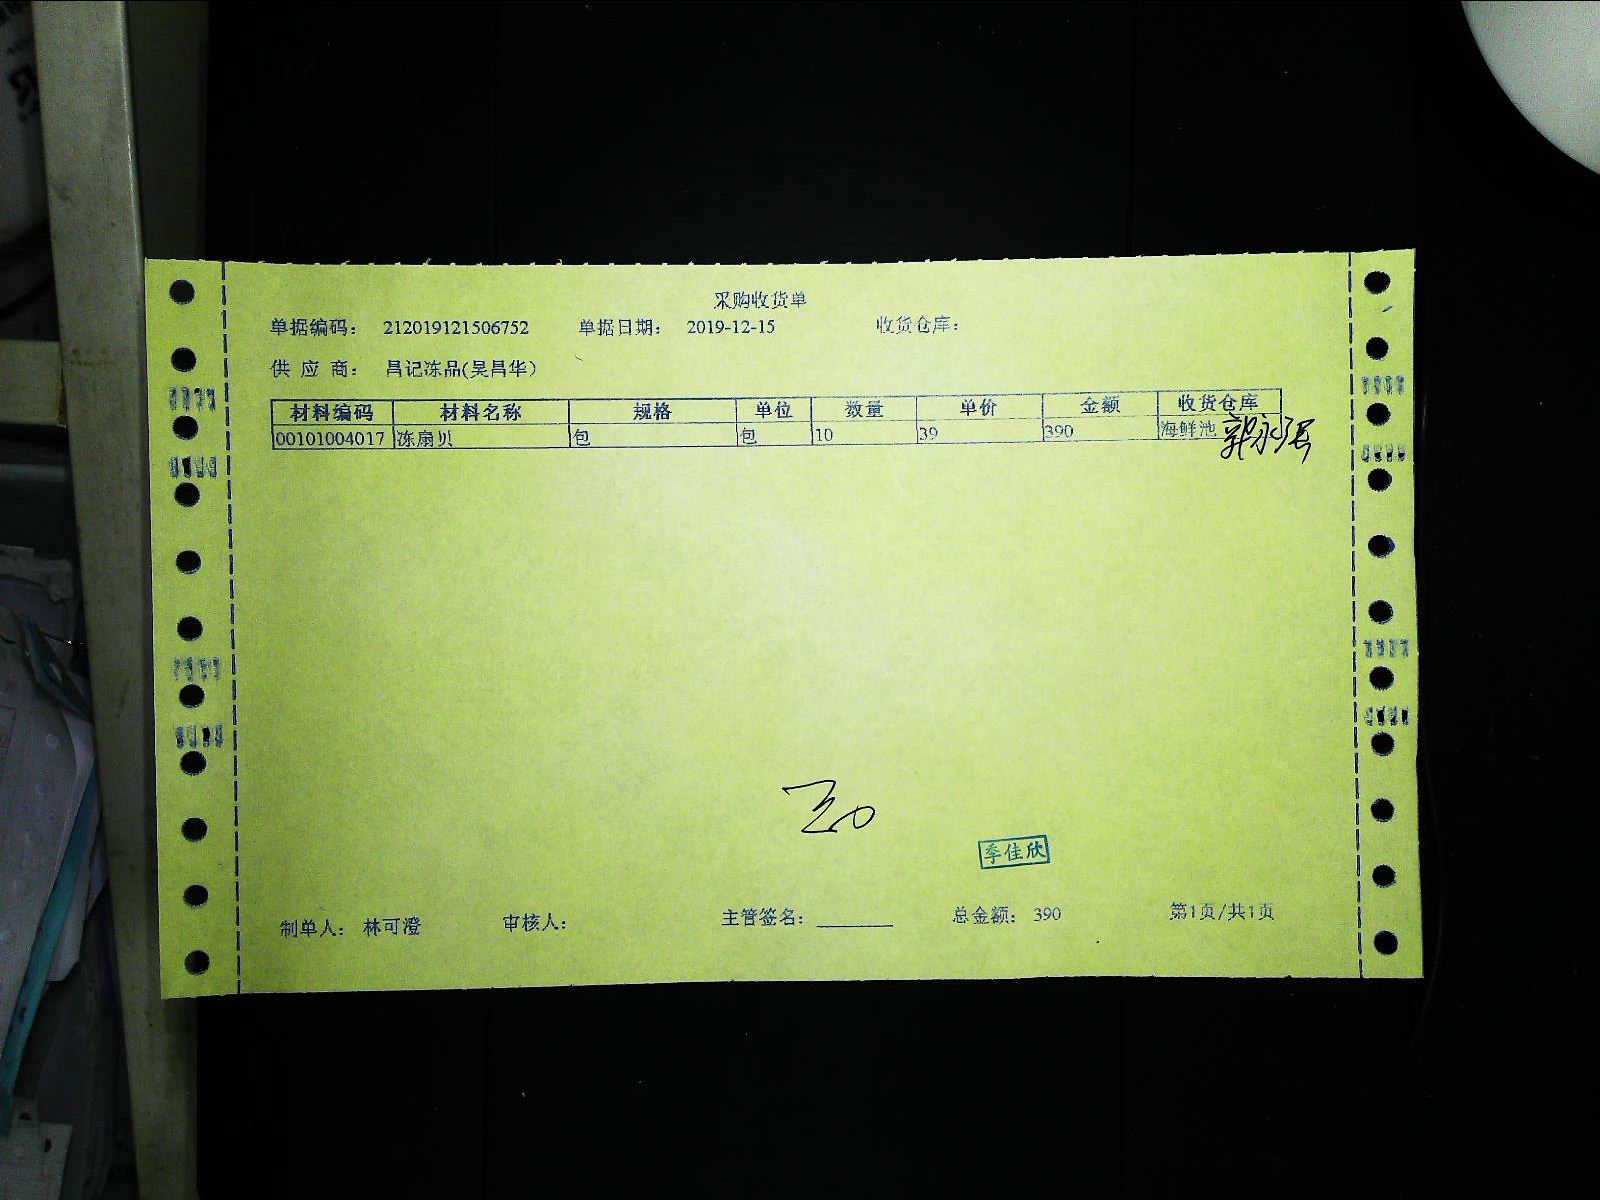 采购收货单
单据编码： 212019121506752 单据日期： 2019-12-15 收货仓库：
供 应 商： 昌记冻品(吴昌华)
材料编码 材料名称 规格 单位 数量 单价 金额 收货仓库
00101004017 冻扇贝 包 包 10 39 390 海鲜池 郭永强
季佳欣
制单人： 林可澄 审核人： 主管签名： 总金额： 390 第1页/共1页